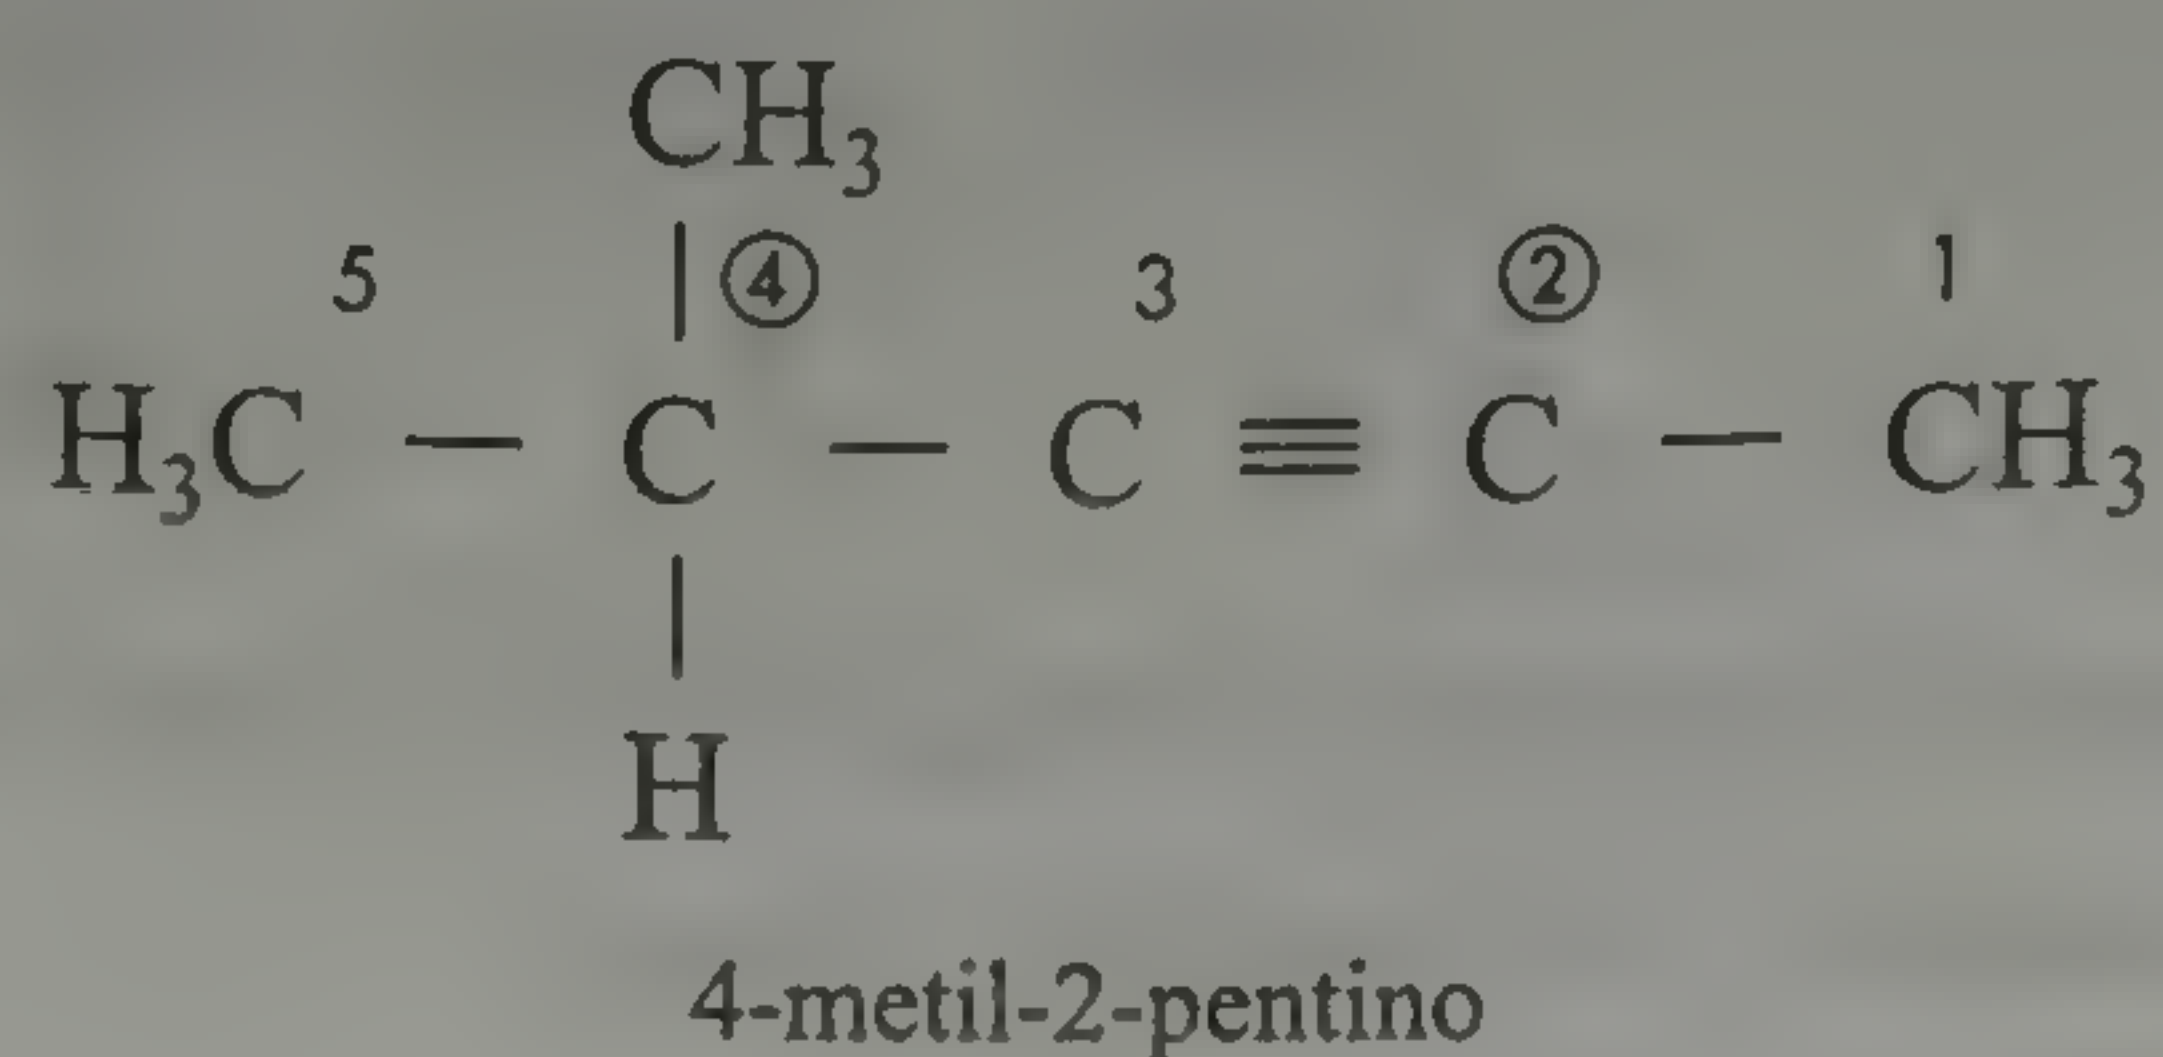 CH₃
5 ④ 3 ② 1
H₃C — C — C ≡ C — CH₃
H
4-metil-2-pentino